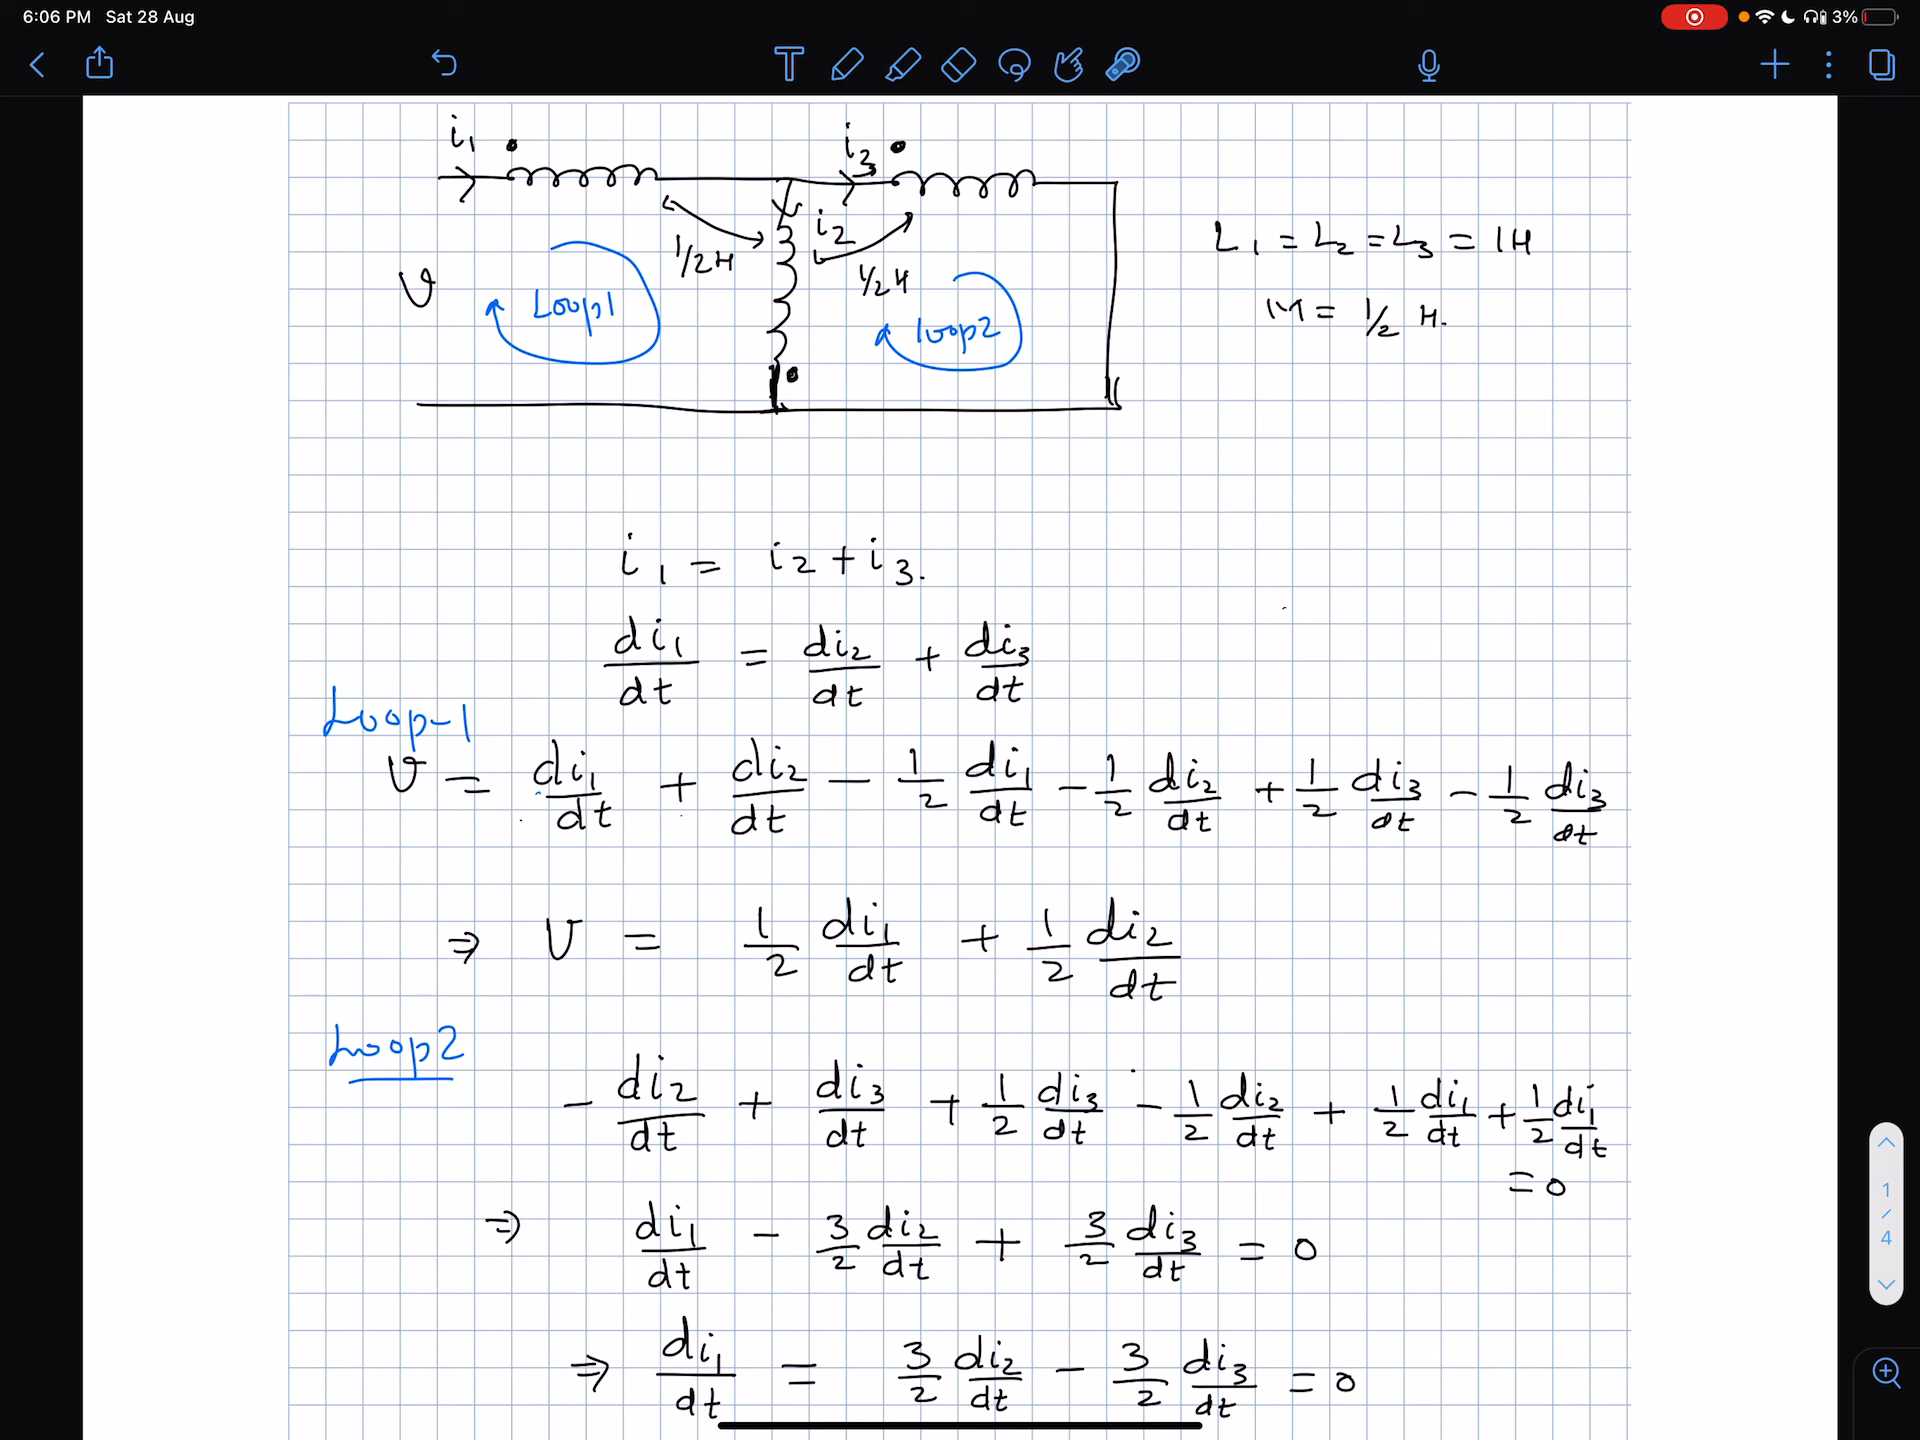 6:06 PM Sat 28 Aug
3%
T
i₁
i₃
i₂
1/2 H
1/2 H
V
Loop1
loop2
L₁ = L₂ = L₃ = 1H
M = 1/2 H.
i₁ = i₂ + i₃.
di₁/dt = di₂/dt + di₃/dt
Loop-1
V = di₁/dt + di₂/dt − 1/2 di₁/dt − 1/2 di₂/dt + 1/2 di₃/dt − 1/2 di₃/dt
⇒ V = 1/2 di₁/dt + 1/2 di₂/dt
Loop2
− di₂/dt + di₃/dt + 1/2 di₃/dt − 1/2 di₂/dt + 1/2 di₁/dt + 1/2 di₁/dt
= 0
⇒ di₁/dt − 3/2 di₂/dt + 3/2 di₃/dt = 0
⇒ di₁/dt = 3/2 di₂/dt − 3/2 di₃/dt = 0
1
/
4